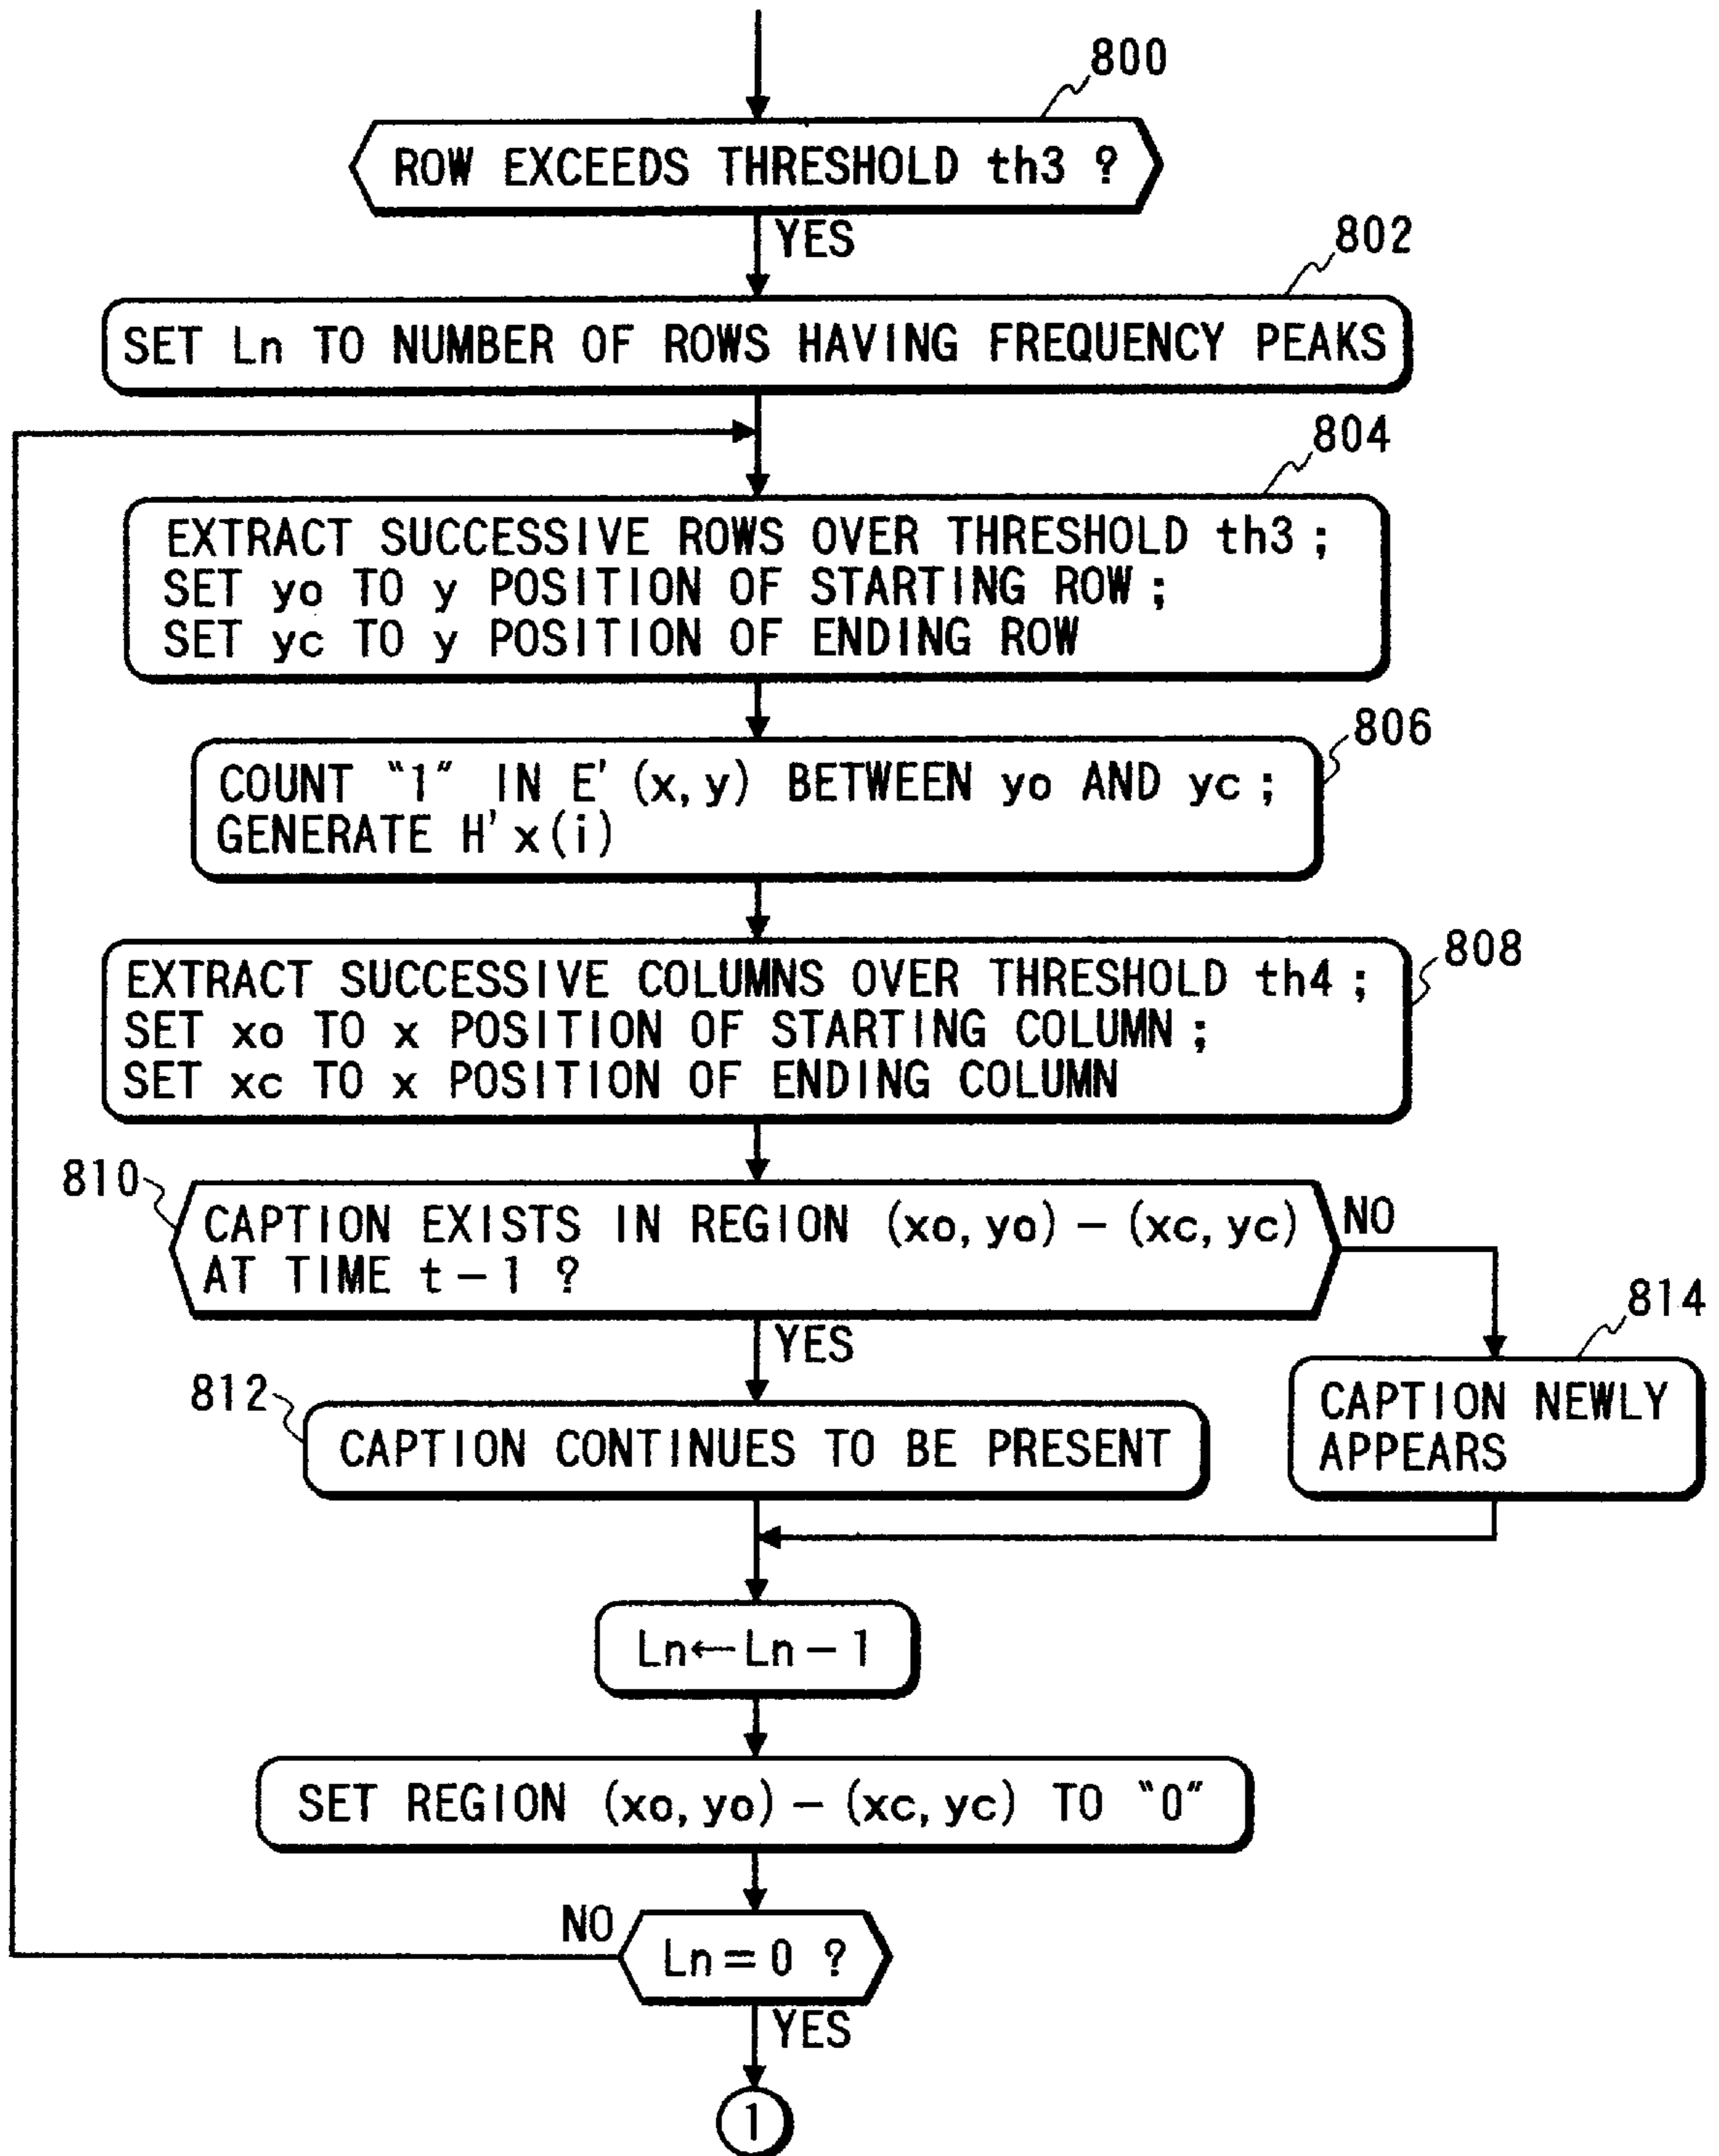 800
ROW EXCEEDS THRESHOLD th3 ?
YES
802
SET Ln TO NUMBER OF ROWS HAVING FREQUENCY PEAKS
804
EXTRACT SUCCESSIVE ROWS OVER THRESHOLD th3 ;
SET yo TO y POSITION OF STARTING ROW ;
SET yc TO y POSITION OF ENDING ROW
806
COUNT "1" IN E' (x, y) BETWEEN yo AND yc ;
GENERATE H' x (i)
808
EXTRACT SUCCESSIVE COLUMNS OVER THRESHOLD th4 ;
SET xo TO x POSITION OF STARTING COLUMN ;
SET xc TO x POSITION OF ENDING COLUMN
810
CAPTION EXISTS IN REGION (xo, yo) - (xc, yc)
AT TIME t-1 ?
NO
YES
814
CAPTION NEWLY
APPEARS
812
CAPTION CONTINUES TO BE PRESENT
Ln←Ln-1
SET REGION (xo, yo) - (xc, yc) TO "0"
NO
Ln=0 ?
YES
1